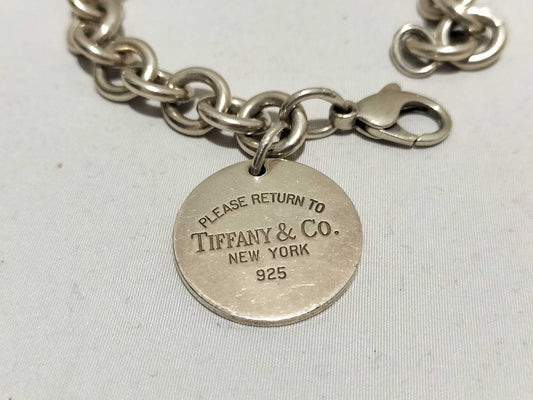 PLEASE RETURN TO
TIFFANY & CO.
NEW YORK
925